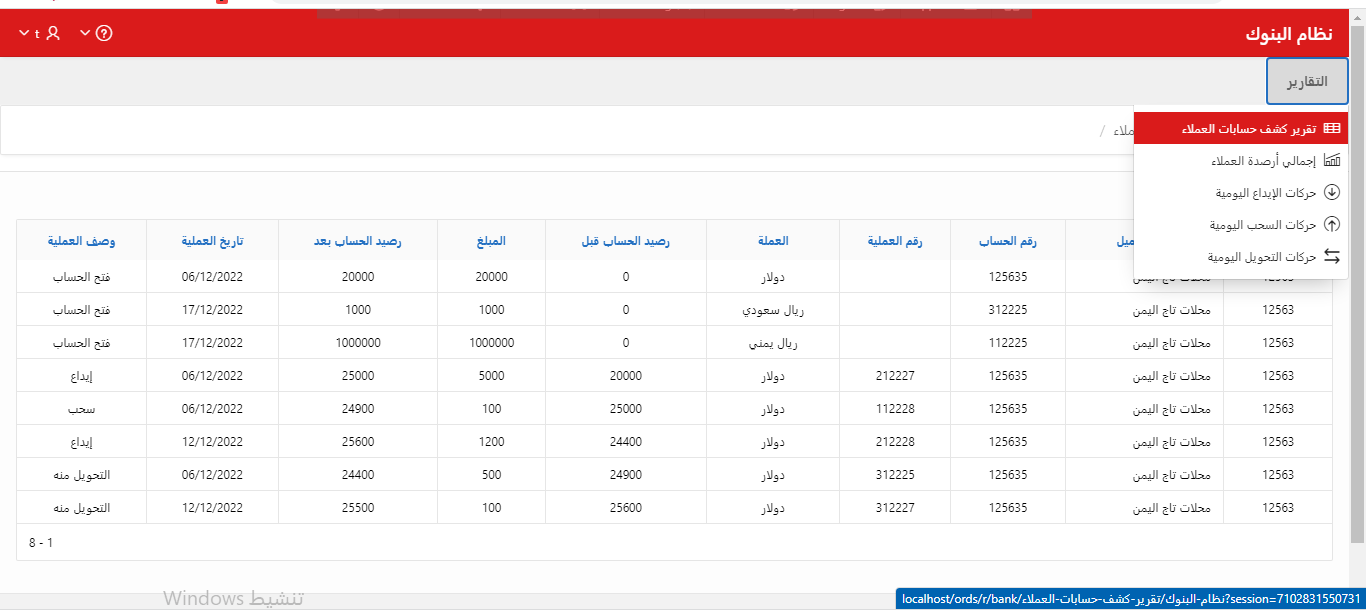 نظام البنوك
t
التقارير
تقرير كشف حسابات العملاء
إجمالي أرصدة العملاء
حركات الإيداع اليومية
حركات السحب اليومية
حركات التحويل اليومية
/
رقم الحساب رقم العملية العملة رصيد الحساب قبل المبلغ رصيد الحساب بعد تاريخ العملية وصف العملية
125635 دولار 0 20000 20000 06/12/2022 فتح الحساب
12563 محلات تاج اليمن 312225 ريال سعودي 0 1000 1000 17/12/2022 فتح الحساب
12563 محلات تاج اليمن 112225 ريال يمني 0 1000000 1000000 17/12/2022 فتح الحساب
12563 محلات تاج اليمن 125635 212227 دولار 20000 5000 25000 06/12/2022 إيداع
12563 محلات تاج اليمن 125635 112228 دولار 25000 100 24900 06/12/2022 سحب
12563 محلات تاج اليمن 125635 212228 دولار 24400 1200 25600 12/12/2022 إيداع
12563 محلات تاج اليمن 125635 312225 دولار 24900 500 24400 06/12/2022 التحويل منه
12563 محلات تاج اليمن 125635 312227 دولار 25600 100 25500 12/12/2022 التحويل منه
1 - 8
تنشيط Windows
localhost/ords/r/bank/نظام-البنوك/تقرير-كشف-حسابات-العملاء?session=7102831550731